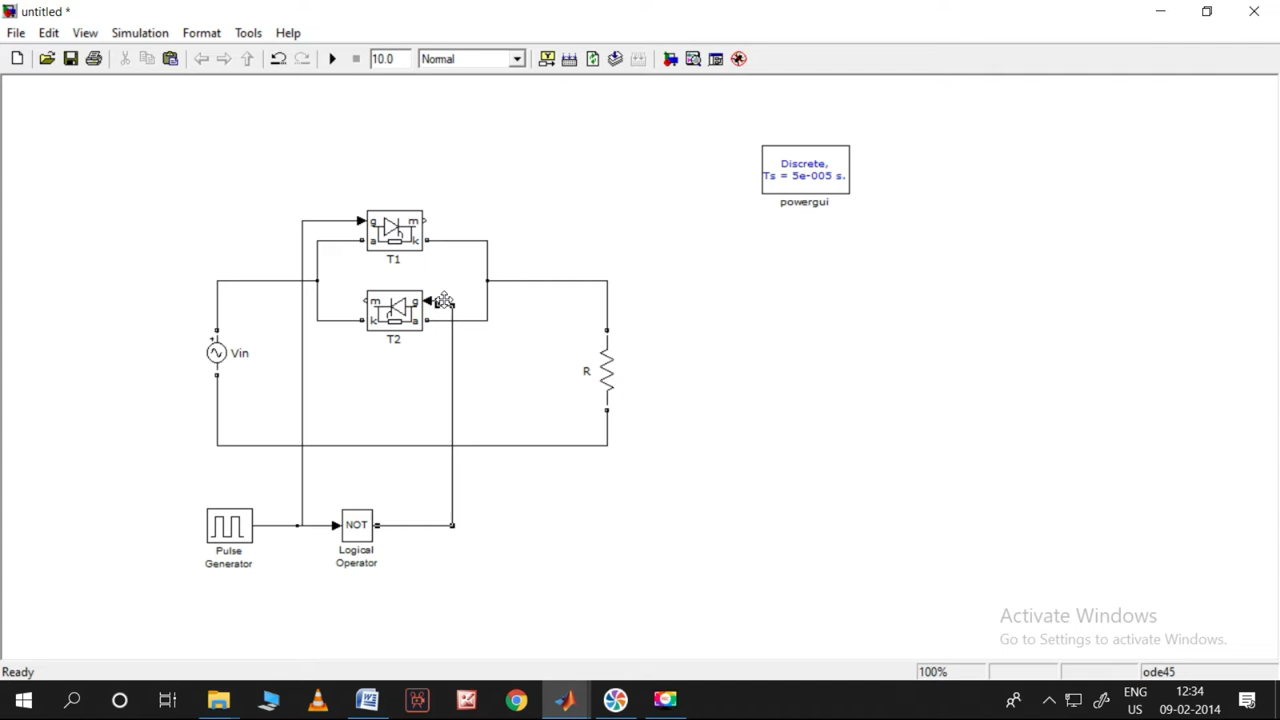 untitled *
File Edit View Simulation Format Tools Help
10.0 Normal
Discrete,
Ts = 5e-005 s.
powergui
g m
a k
T1
m g
k a
T2
+
Vin
R
NOT
Pulse
Generator
Logical
Operator
Activate Windows
Go to Settings to activate Windows.
Ready 100% ode45
ENG 12:34
US 09-02-2014